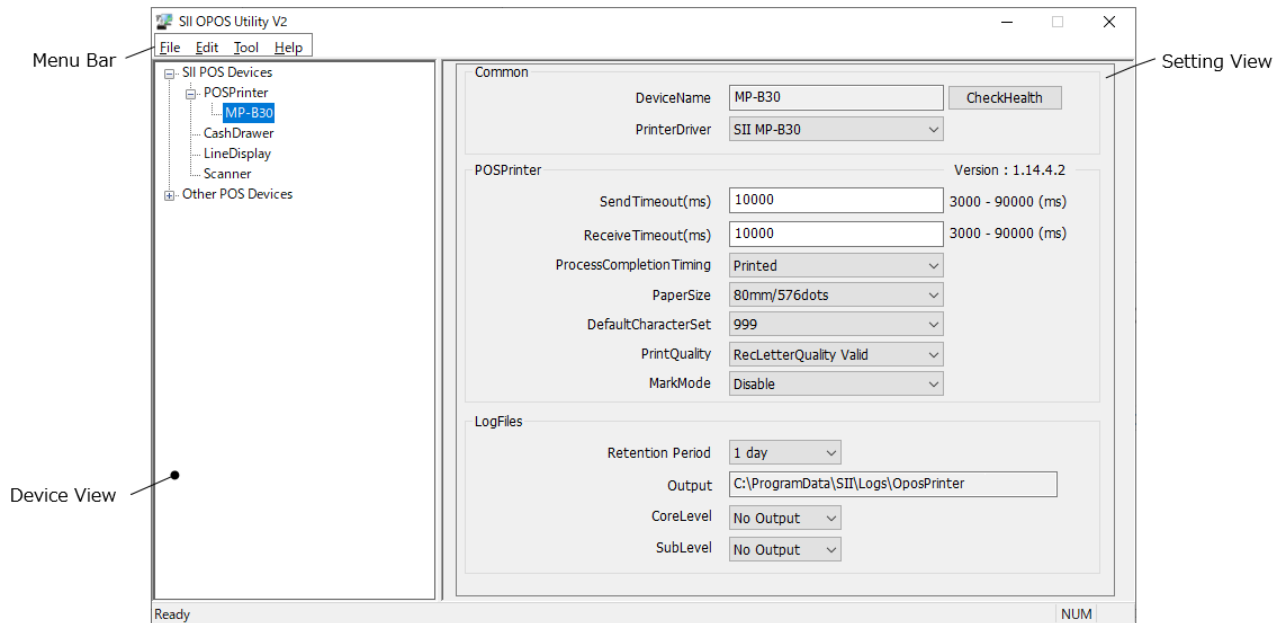 SII OPOS Utility V2
Menu Bar
File Edit Tool Help
Setting View
SII POS Devices
POSPrinter
MP-B30
CashDrawer
LineDisplay
Scanner
Other POS Devices
Device View
Common
DeviceName MP-B30 CheckHealth
PrinterDriver SII MP-B30
POSPrinter Version : 1.14.4.2
SendTimeout(ms) 10000 3000 - 90000 (ms)
ReceiveTimeout(ms) 10000 3000 - 90000 (ms)
ProcessCompletionTiming Printed
PaperSize 80mm/576dots
DefaultCharacterSet 999
PrintQuality RecLetterQuality Valid
MarkMode Disable
LogFiles
Retention Period 1 day
Output C:\ProgramData\SII\Logs\OposPrinter
CoreLevel No Output
SubLevel No Output
Ready NUM